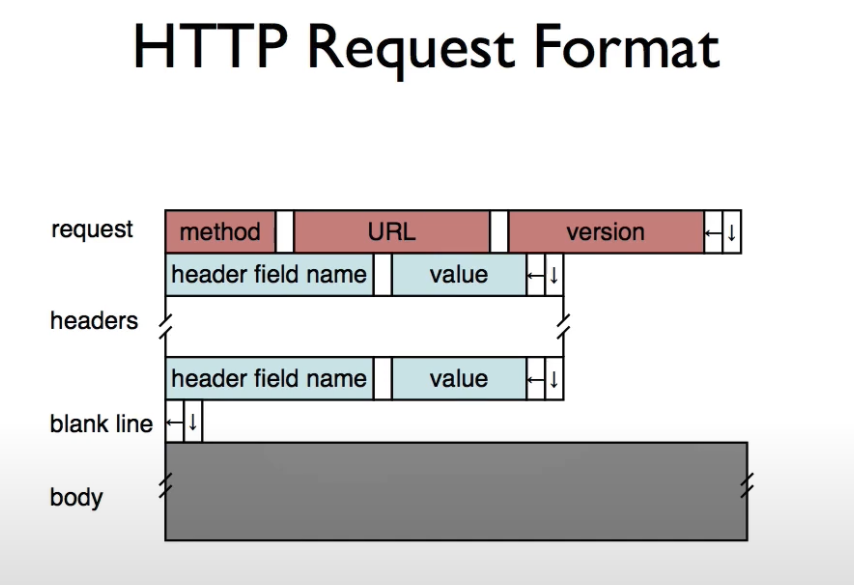 HTTP Request Format
request method URL version ← ↓
header field name value ← ↓
headers
header field name value ← ↓
blank line ← ↓
body